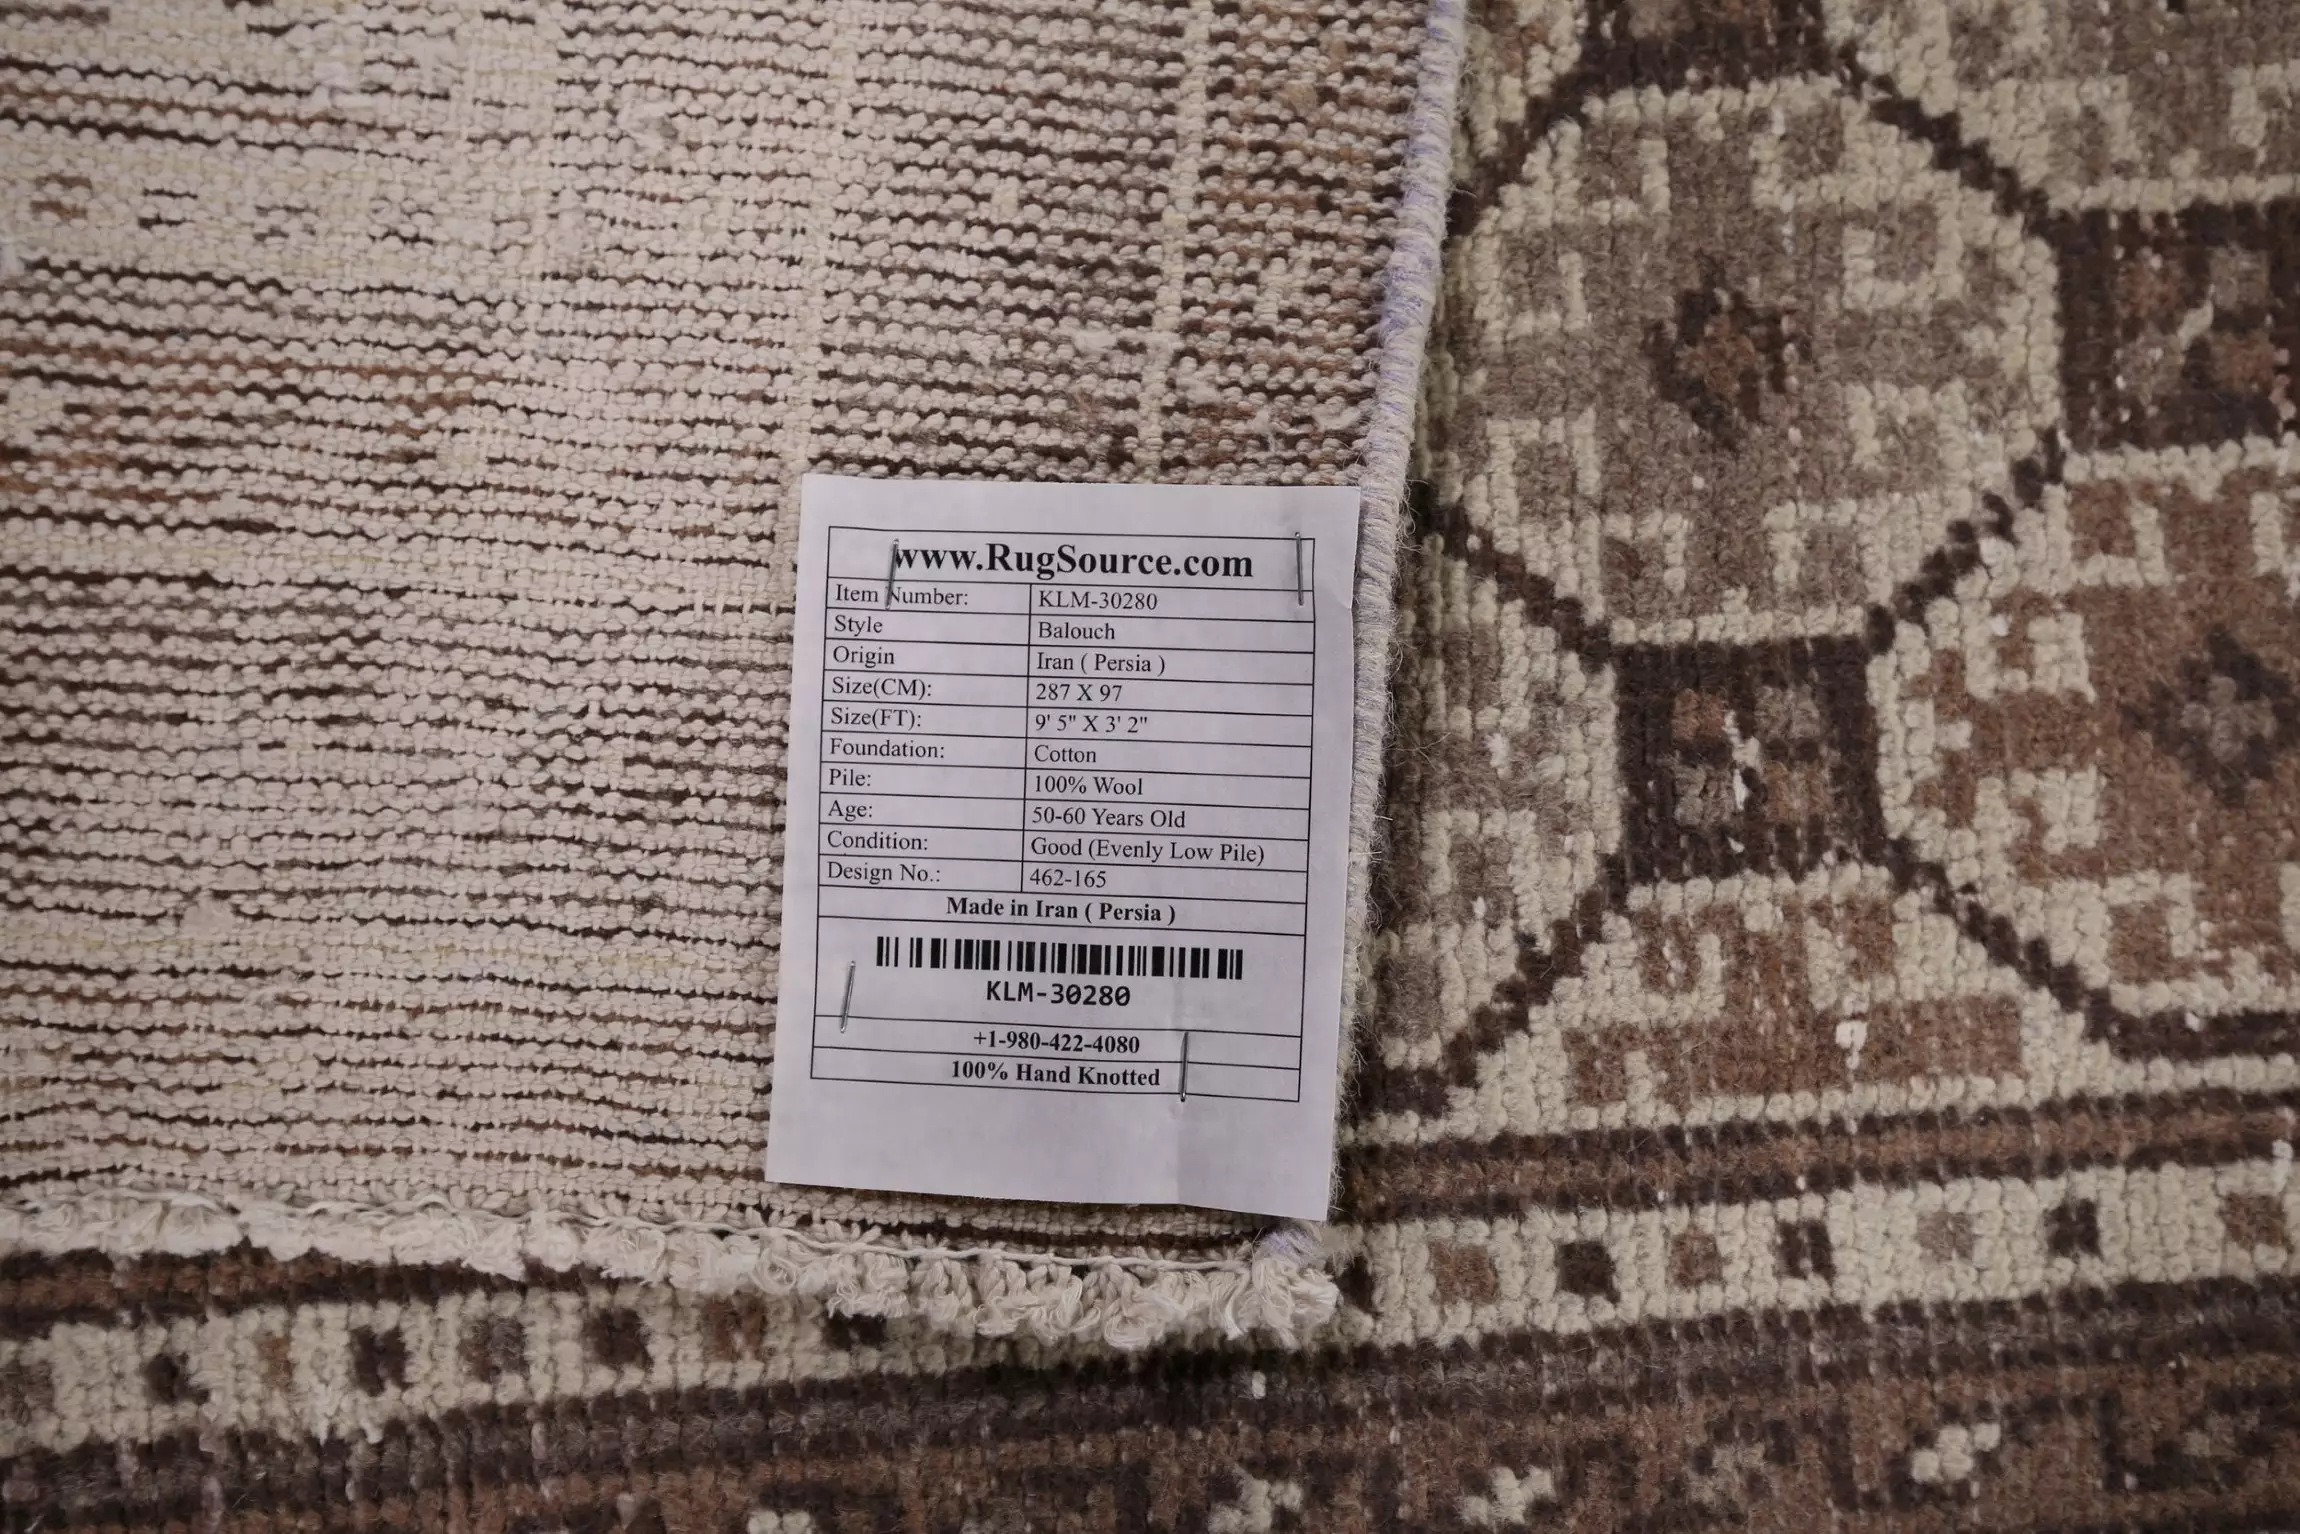 www.RugSource.com
Item Number: KLM-30280
Style Balouch
Origin Iran ( Persia )
Size(CM): 287 X 97
Size(FT): 9' 5" X 3' 2"
Foundation: Cotton
Pile: 100% Wool
Age: 50-60 Years Old
Condition: Good (Evenly Low Pile)
Design No.: 462-165
Made in Iran ( Persia )
KLM-30280
+1-980-422-4080
100% Hand Knotted